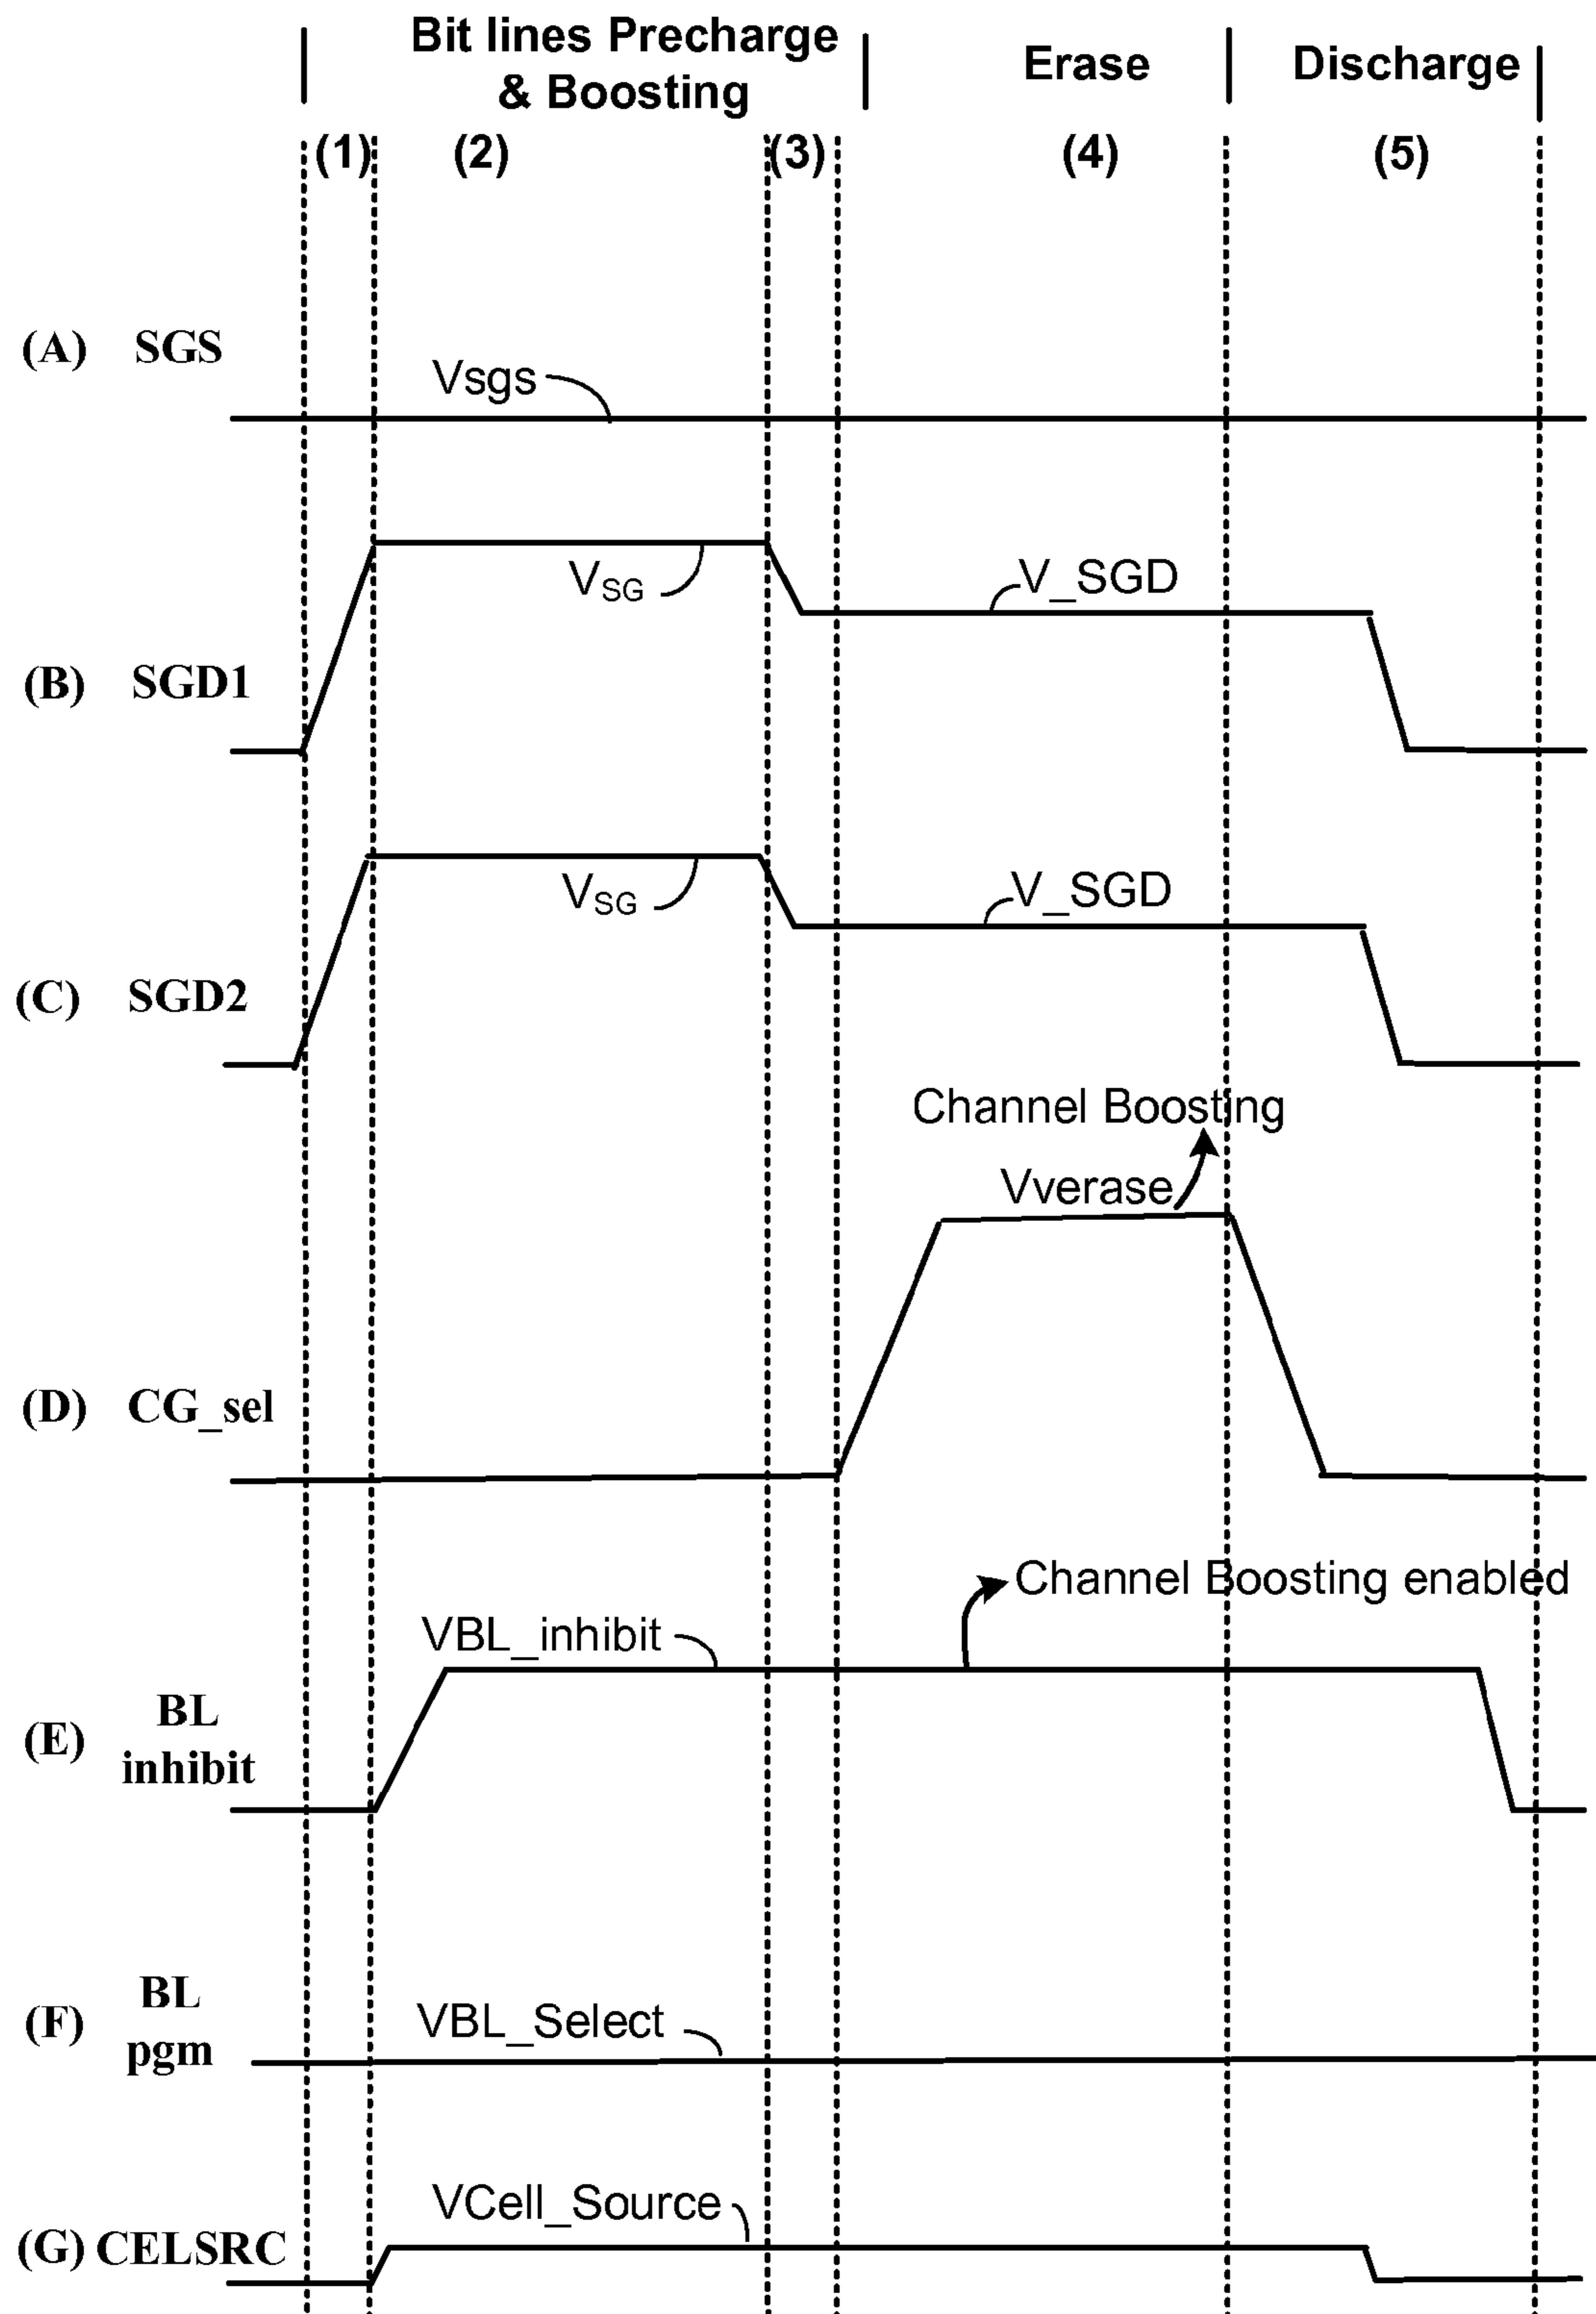 Bit lines Precharge
& Boosting
Erase
Discharge
(1)
(2)
(3)
(4)
(5)
(A) SGS
Vsgs
VSG
V_SGD
(B) SGD1
VSG
V_SGD
(C) SGD2
Channel Boosting
Vverase
(D) CG_sel
Channel Boosting enabled
VBL_inhibit
(E) BL
inhibit
(F) BL
pgm
VBL_Select
VCell_Source
(G) CELSRC